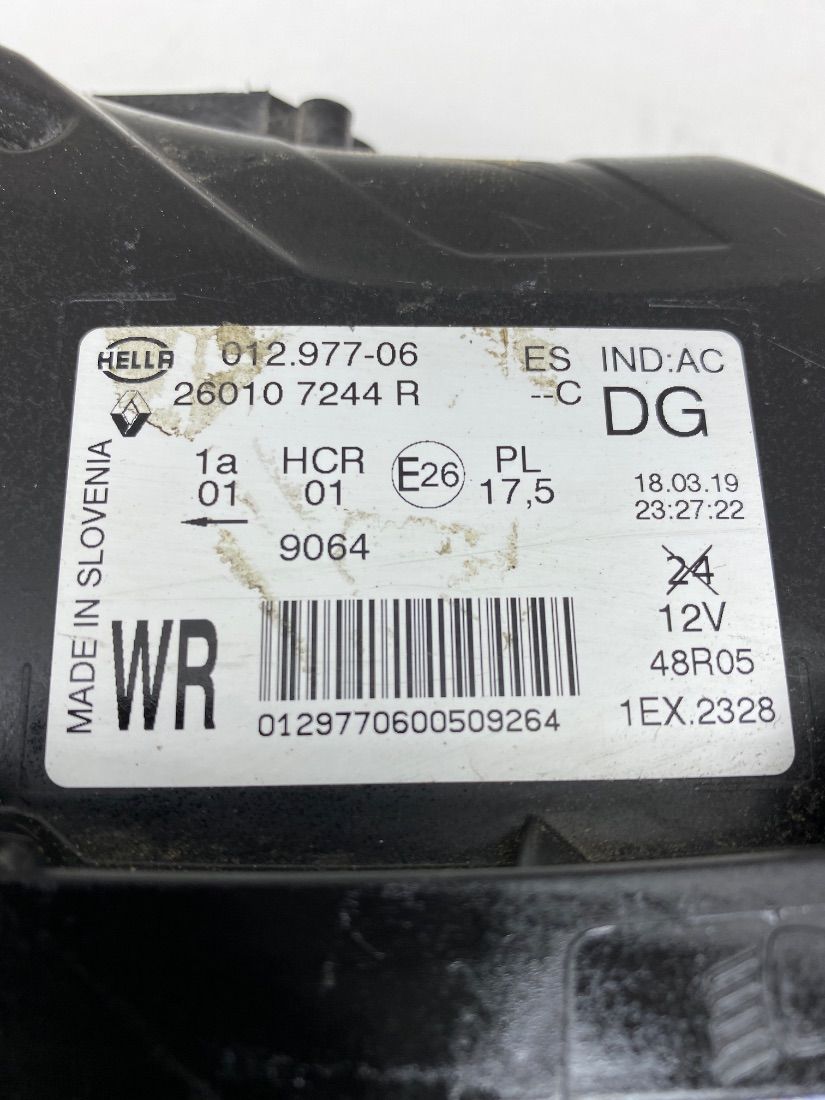 HELLA 012.977-06 ES IND:AC
26010 7244 R --C DG
1a HCR E26 PL 18.03.19
01 01 17,5 23:27:22
9064 24
12V
MADE IN SLOVENIA
WR 48R05
0129770600509264 1EX.2328